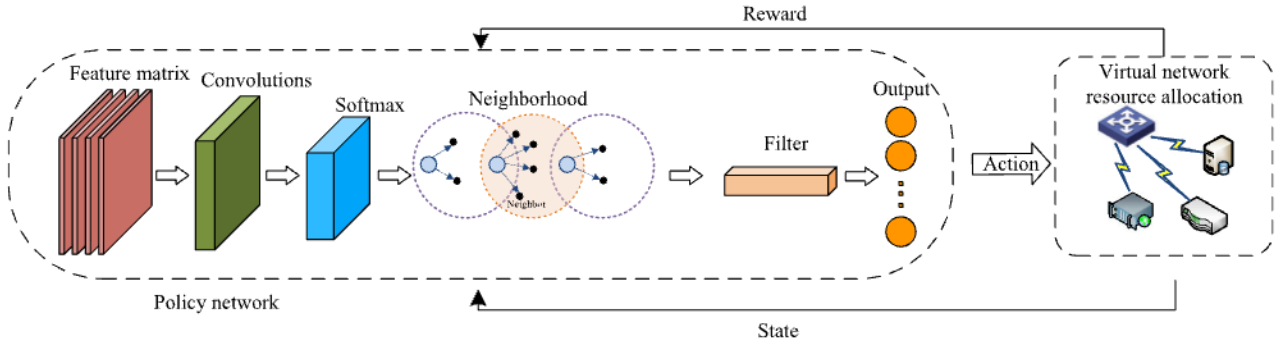 Reward
Feature matrix
Convolutions
Softmax
Neighborhood
Neighbor
Filter
Output
Action
Virtual network
resource allocation
Policy network
State